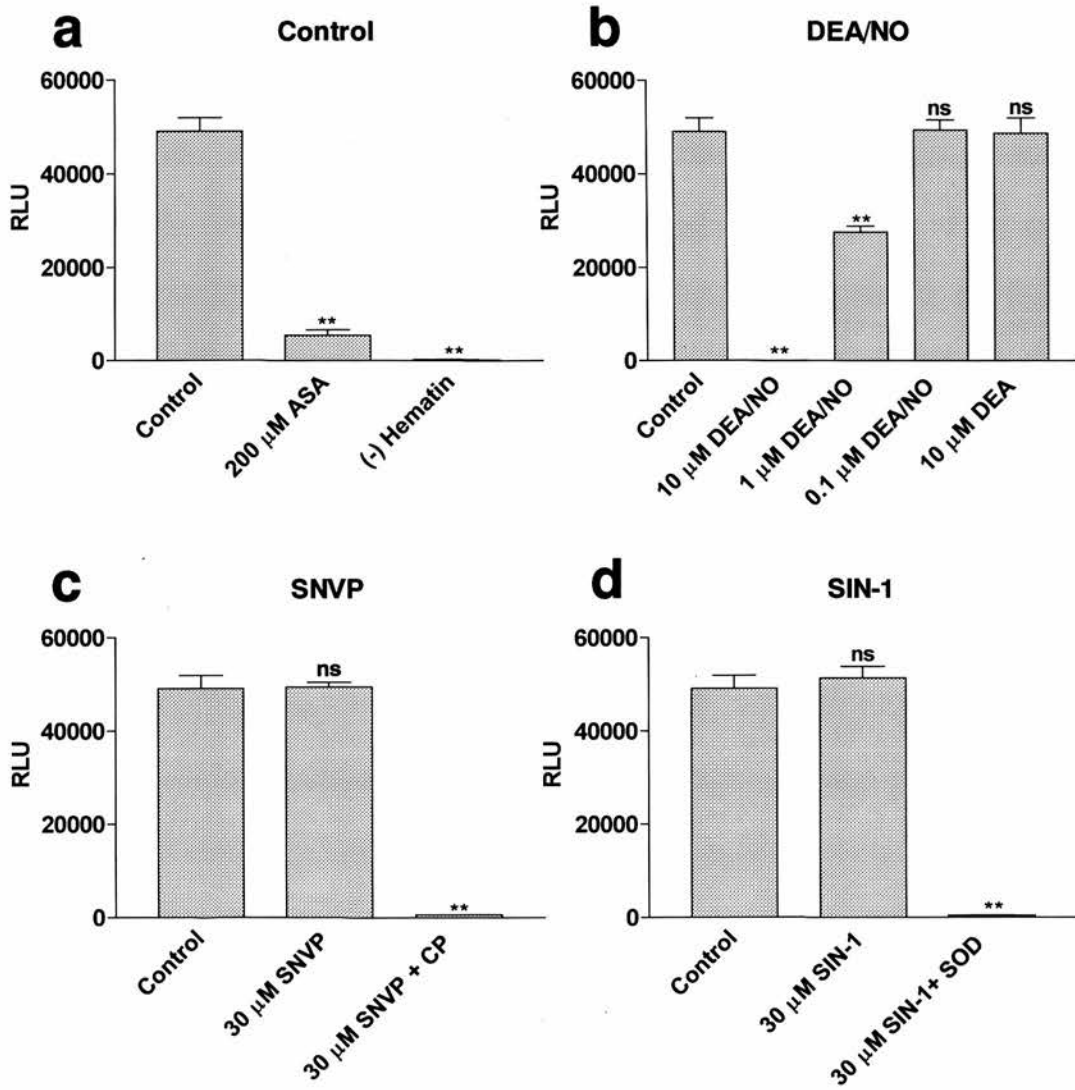 a Control
60000
40000
20000
0
RLU
**
**
Control
200 μM ASA
(-) Hematin
b DEA/NO
60000
40000
20000
0
RLU
**
**
ns
ns
Control
10 μM DEA/NO
1 μM DEA/NO
0.1 μM DEA/NO
10 μM DEA
c SNVP
60000
40000
20000
0
RLU
ns
**
Control
30 μM SNVP
30 μM SNVP + CP
d SIN-1
60000
40000
20000
0
RLU
ns
**
Control
30 μM SIN-1
30 μM SIN-1+ SOD